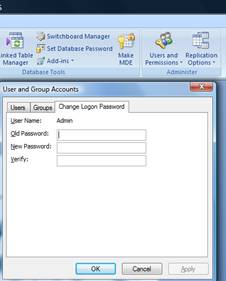 Switchboard Manager
Linked Table Manager
Set Database Password
Add-ins
Make MDE
Users and Permissions
Replication Options
Database Tools
Administer
User and Group Accounts
Users Groups Change Logon Password
User Name: Admin
Old Password:
New Password:
Verify:
OK Cancel Apply